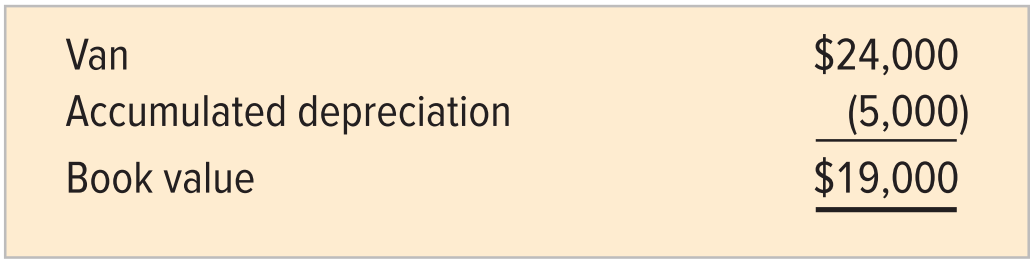 Van $24,000
Accumulated depreciation (5,000)
Book value $19,000